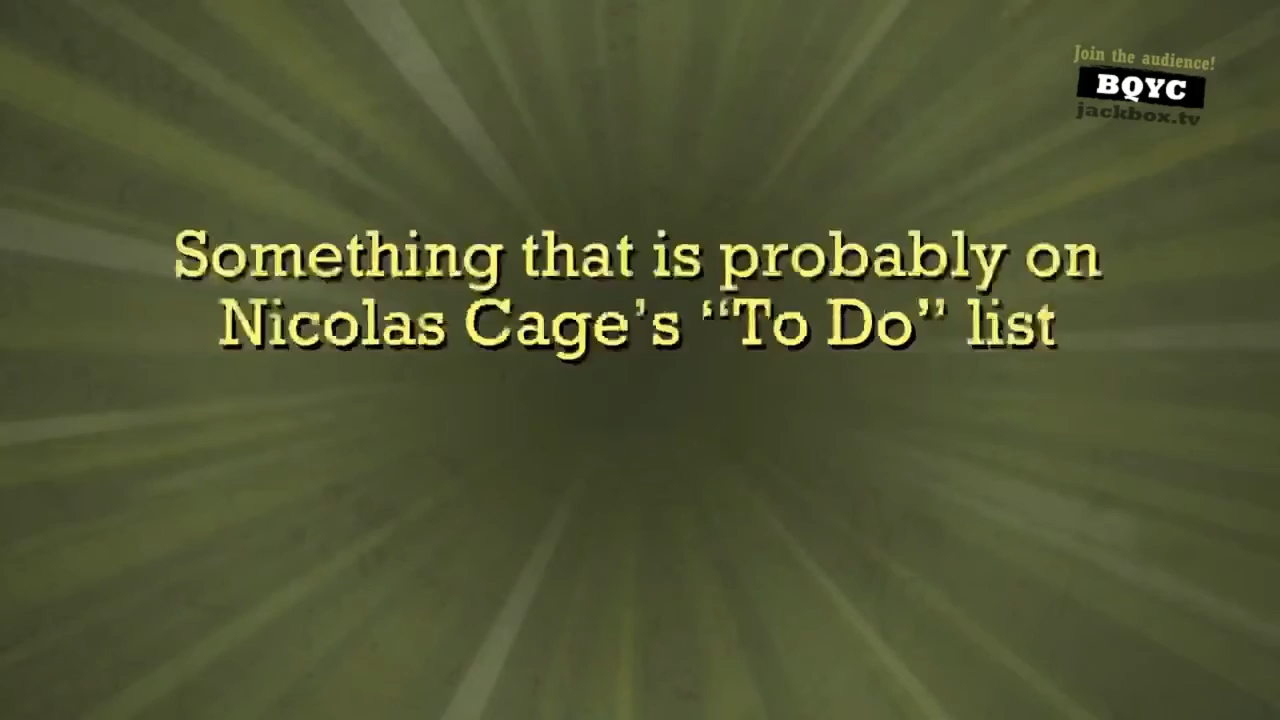 Join the audience!
BQYC
jackbox.tv
Something that is probably on
Nicolas Cage's “To Do” list